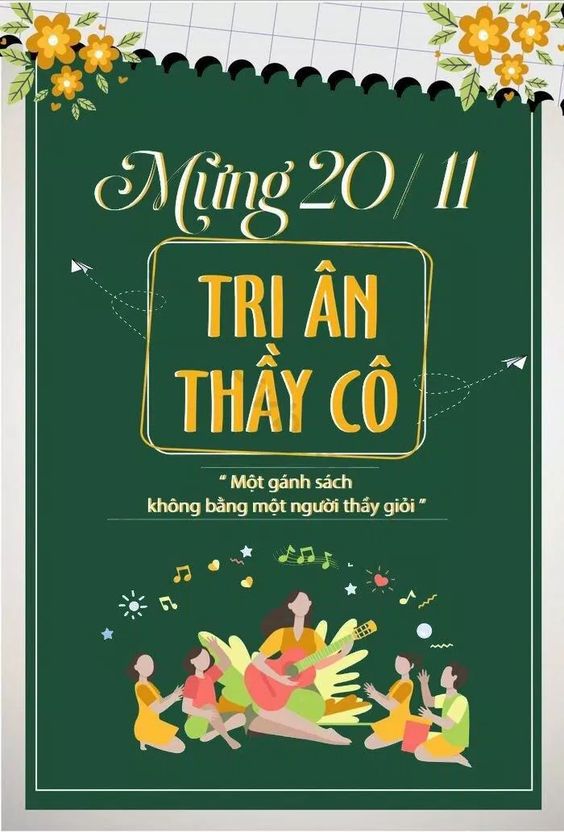 Mừng 20/11
TRI ÂN
THẦY CÔ
“ Một gánh sách
không bằng một người thầy giỏi ”